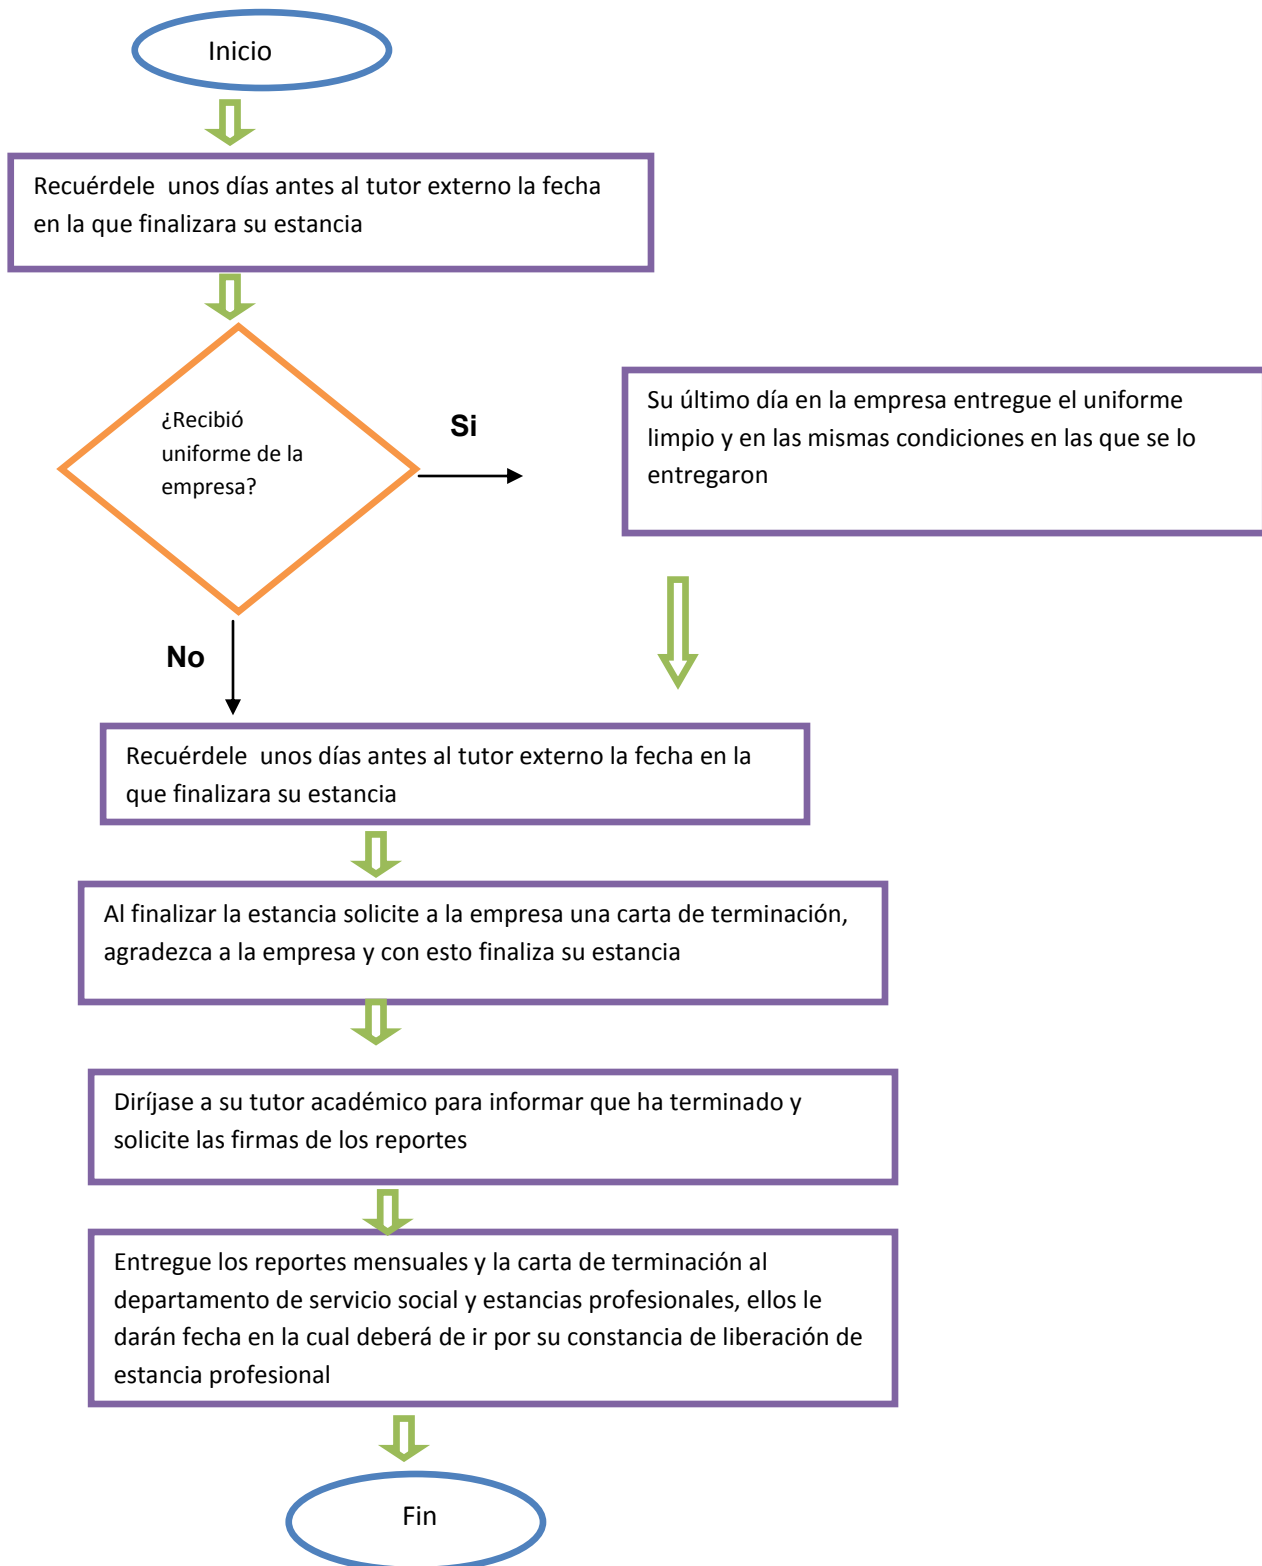 Inicio
Recuérdele  unos días antes al tutor externo la fecha
en la que finalizara su estancia
¿Recibió
uniforme de la
empresa?
Si
Su último día en la empresa entregue el uniforme
limpio y en las mismas condiciones en las que se lo
entregaron
No
Recuérdele  unos días antes al tutor externo la fecha en la
que finalizara su estancia
Al finalizar la estancia solicite a la empresa una carta de terminación,
agradezca a la empresa y con esto finaliza su estancia
Diríjase a su tutor académico para informar que ha terminado y
solicite las firmas de los reportes
Entregue los reportes mensuales y la carta de terminación al
departamento de servicio social y estancias profesionales, ellos le
darán fecha en la cual deberá de ir por su constancia de liberación de
estancia profesional
Fin